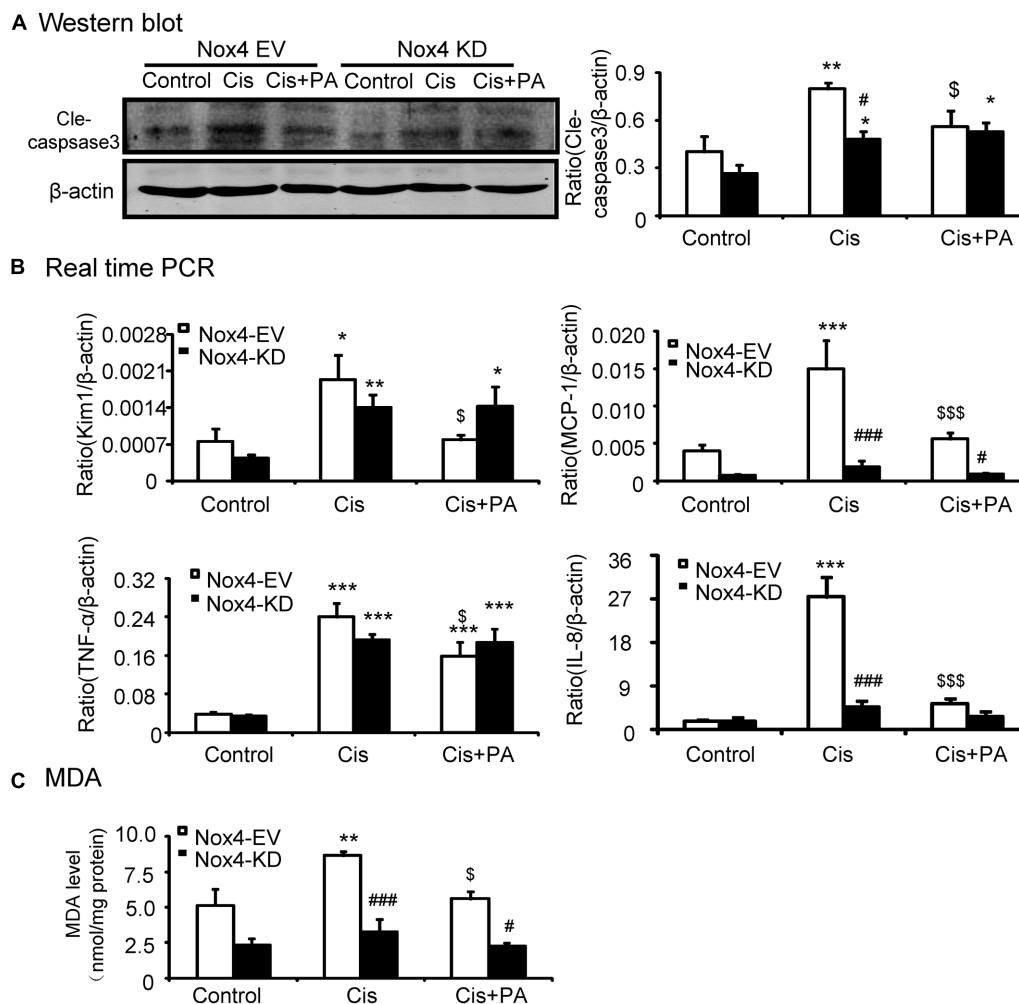 A Western blot
Nox4 EV Nox4 KD
Control Cis Cis+PA Control Cis Cis+PA
Cle-
caspsase3
β-actin
Ratio(Cle-
caspase3/β-actin)
0.9
0.6
0.3
0
**
#
*
$
*
Control Cis Cis+PA
B Real time PCR
Ratio(Kim1/β-actin)
0.0028
0.0021
0.0014
0.0007
0
Nox4-EV
Nox4-KD
*
**
$
*
Control Cis Cis+PA
Ratio(MCP-1/β-actin)
0.020
0.015
0.010
0.005
0
Nox4-EV
Nox4-KD
***
###
$$$
#
Control Cis Cis+PA
Ratio(TNF-α/β-actin)
0.32
0.24
0.16
0.08
0
Nox4-EV
Nox4-KD
***
***
$
***
***
Control Cis Cis+PA
Ratio(IL-8/β-actin)
36
27
18
9
0
Nox4-EV
Nox4-KD
***
###
$$$
Control Cis Cis+PA
C MDA
MDA level
(nmol/mg protein)
10.0
7.5
5.0
2.5
0
Nox4-EV
Nox4-KD
**
###
$
#
Control Cis Cis+PA